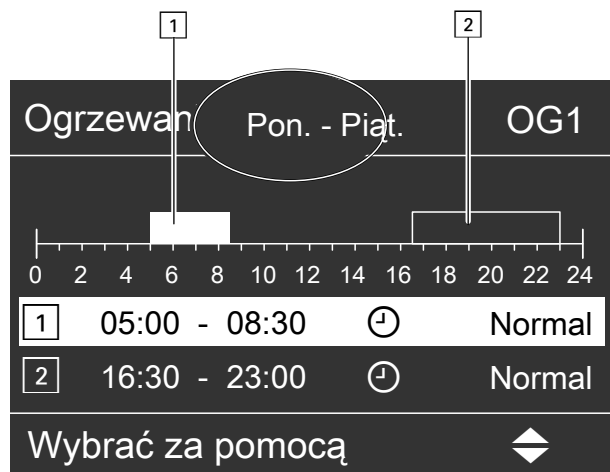 1 2
Ogrzewan Pon. - Piąt. OG1
0 2 4 6 8 10 12 14 16 18 20 22 24
1 05:00 - 08:30 Normal
2 16:30 - 23:00 Normal
Wybrać za pomocą